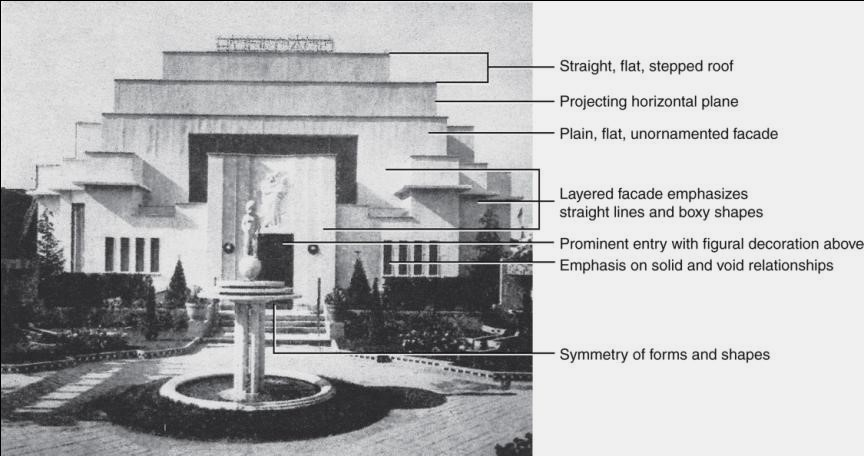 Straight, flat, stepped roof
Projecting horizontal plane
Plain, flat, unornamented facade
Layered facade emphasizes
straight lines and boxy shapes
Prominent entry with figural decoration above
Emphasis on solid and void relationships
Symmetry of forms and shapes